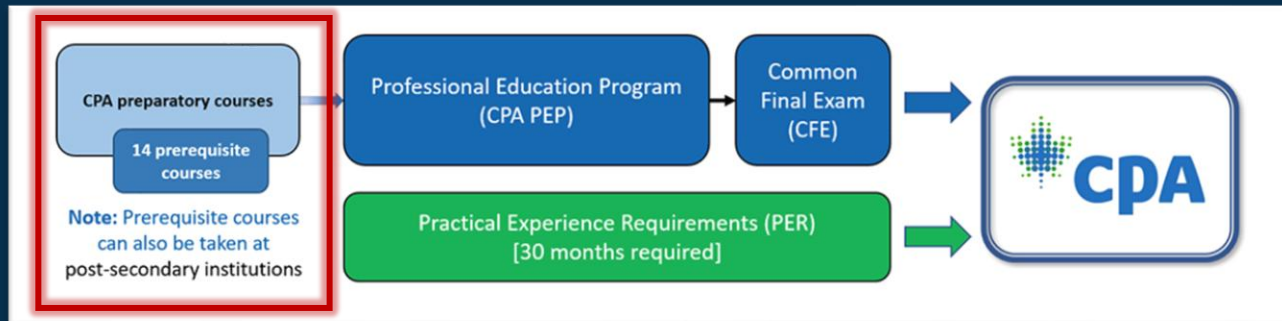 CPA preparatory courses
14 prerequisite
courses
Note: Prerequisite courses
can also be taken at
post-secondary institutions
Professional Education Program
(CPA PEP)
Common
Final Exam
(CFE)
Practical Experience Requirements (PER)
[30 months required]
cpa